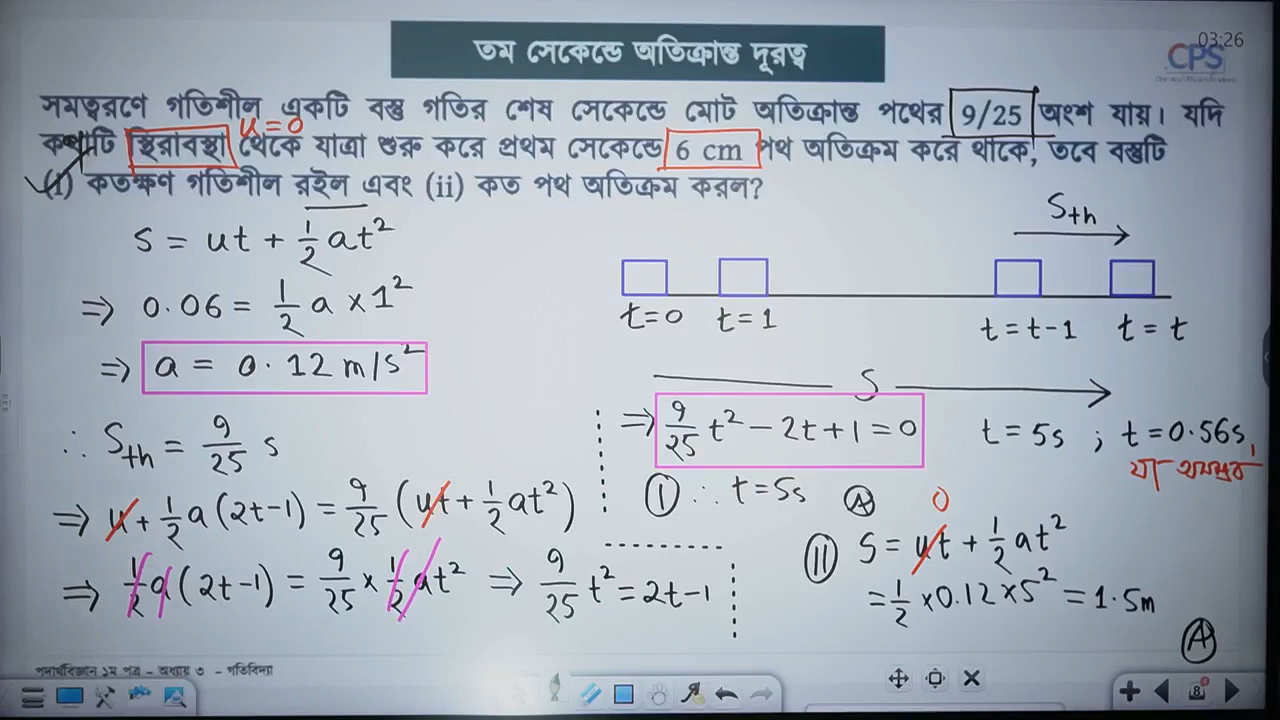 তম সেকেন্ডে অতিক্রান্ত দূরত্ব
03:26
CPS
সমত্বরণে গতিশীল একটি বস্তু গতির শেষ সেকেন্ডে মোট অতিক্রান্ত পথের 9/25 অংশ যায়। যদি
u = 0
স্থিরাবস্থা থেকে যাত্রা শুরু করে প্রথম সেকেন্ডে 6 cm পথ অতিক্রম করে থাকে, তবে বস্তুটি
(i) কতক্ষণ গতিশীল রইল এবং (ii) কত পথ অতিক্রম করল?
S = ut + 1/2 at²
⇒ 0.06 = 1/2 a × 1²
⇒ a = 0.12 m/s²
∴ S_th = 9/25 s
⇒ u + 1/2 a (2t-1) = 9/25 (ut + 1/2 at²)
⇒ 1/2 a (2t-1) = 9/25 × 1/2 at² ⇒ 9/25 t² = 2t-1
S_th
t=0 t=1 t=t-1 t=t
S
⇒ 9/25 t² - 2t + 1 = 0 t = 5s ; t = 0.56s,
যা অসম্ভব
I ∴ t = 5s A
0
II S = ut + 1/2 at²
= 1/2 × 0.12 × 5² = 1.5m
A
পদার্থবিজ্ঞান ১ম পত্র – অধ্যায় ৩ – গতিবিদ্যা
8